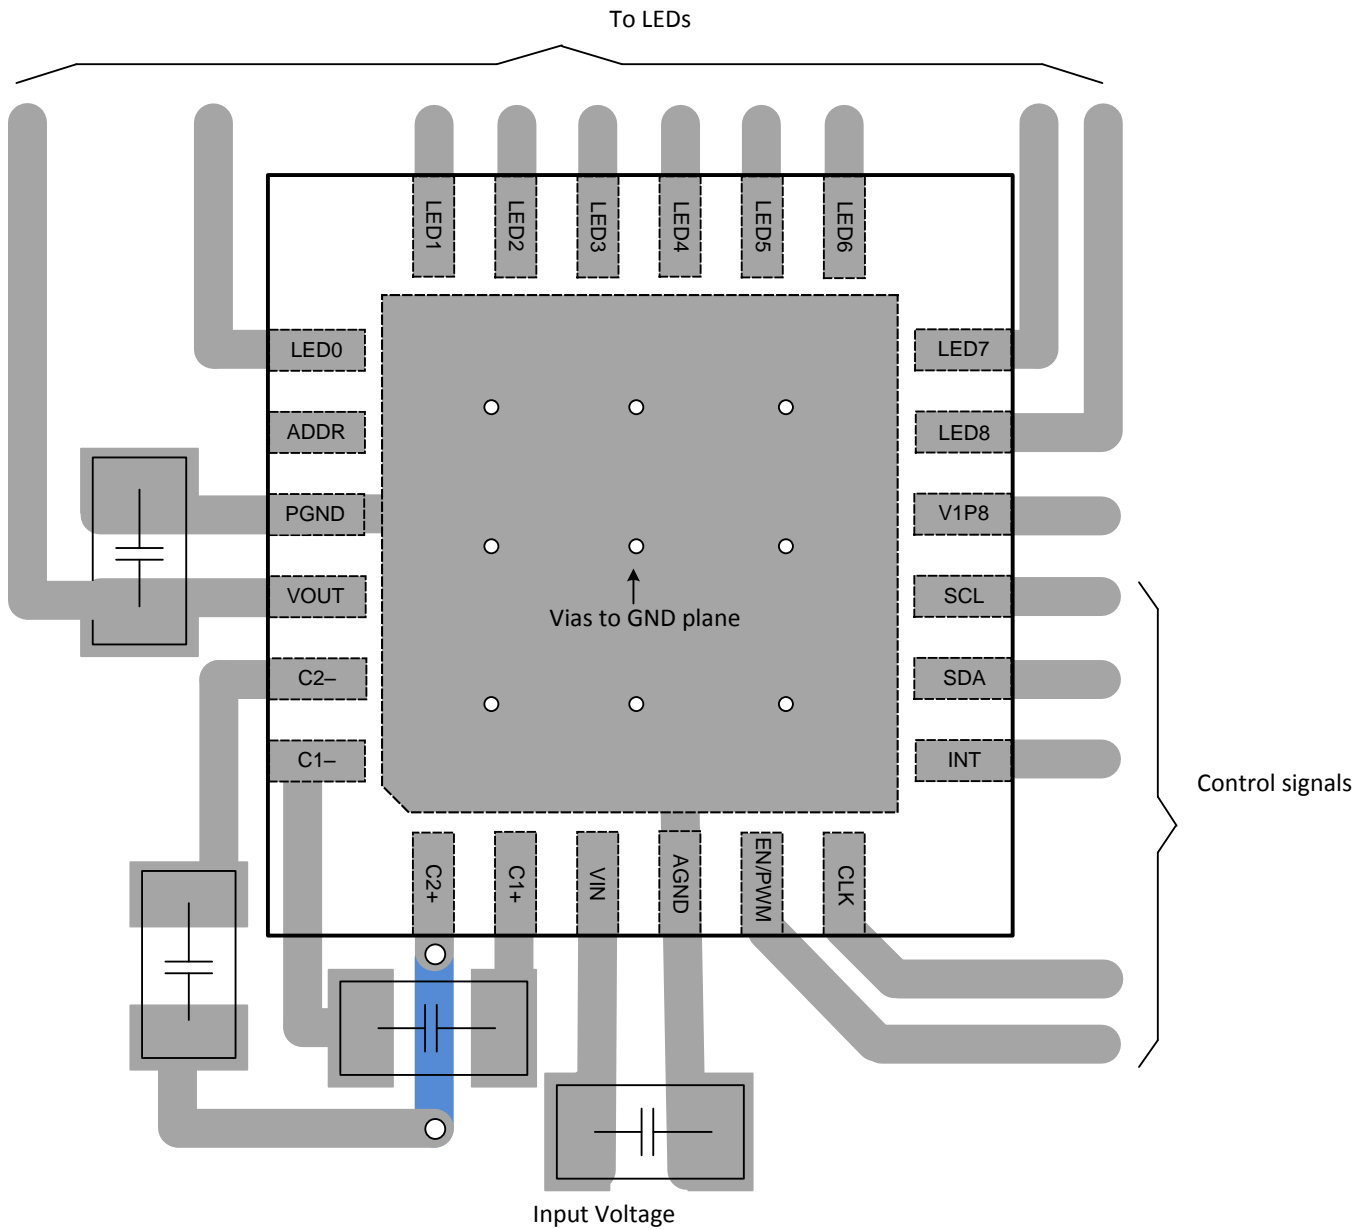 To LEDs
LED1
LED2
LED3
LED4
LED5
LED6
LED0
ADDR
PGND
VOUT
C2–
C1–
LED7
LED8
V1P8
SCL
SDA
INT
Vias to GND plane
C2+
C1+
VIN
AGND
EN/PWM
CLK
Control signals
Input Voltage